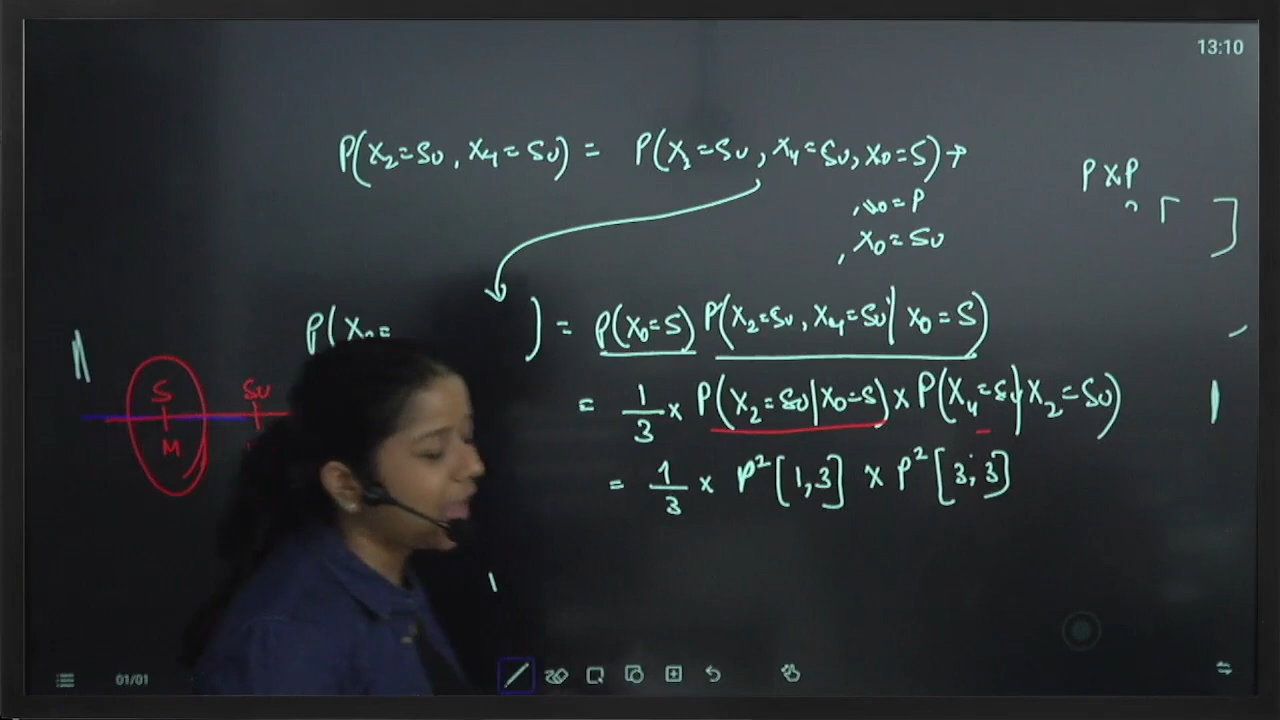 13:10
P(X₂=Su, X₄=Su) = P(X₂=Su, X₄=Su, X₀=S) +
P X P
, X₀=P
, X₀=Su
P(X₀= ) = P(X₀=S) P(X₂=Su, X₄=Su | X₀=S)
S Su
M
= 1/3 × P(X₂=Su|X₀=S) × P(X₄=Su|X₂=Su)
= 1/3 × P²[1,3] × P²[3,3]
01/01